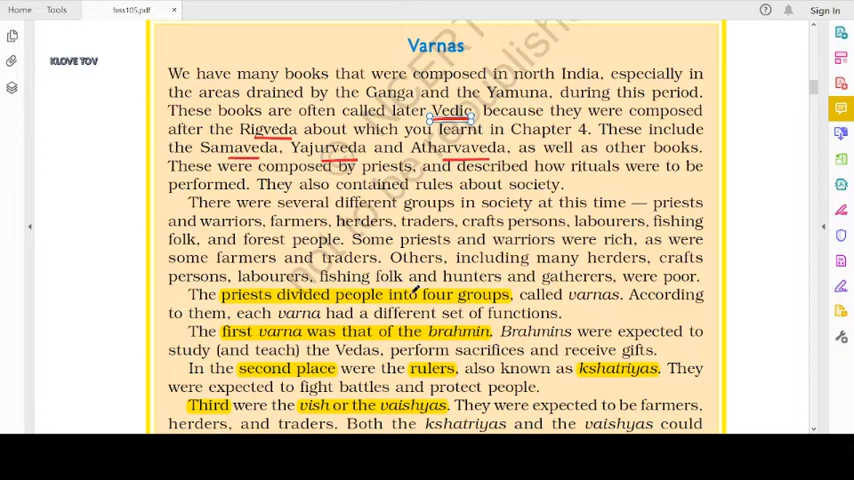 Home Tools fess105.pdf × Sign In
KLOVE TOV
Varnas
We have many books that were composed in north India, especially in
the areas drained by the Ganga and the Yamuna, during this period.
These books are often called later Vedic, because they were composed
after the Rigveda about which you learnt in Chapter 4. These include
the Samaveda, Yajurveda and Atharvaveda, as well as other books.
These were composed by priests, and described how rituals were to be
performed. They also contained rules about society.
There were several different groups in society at this time — priests
and warriors, farmers, herders, traders, crafts persons, labourers, fishing
folk, and forest people. Some priests and warriors were rich, as were
some farmers and traders. Others, including many herders, crafts
persons, labourers, fishing folk and hunters and gatherers, were poor.
The priests divided people into four groups, called varnas. According
to them, each varna had a different set of functions.
The first varna was that of the brahmin. Brahmins were expected to
study (and teach) the Vedas, perform sacrifices and receive gifts.
In the second place were the rulers, also known as kshatriyas. They
were expected to fight battles and protect people.
Third were the vish or the vaishyas. They were expected to be farmers,
herders, and traders. Both the kshatriyas and the vaishyas could
© NCERT
not to be republished